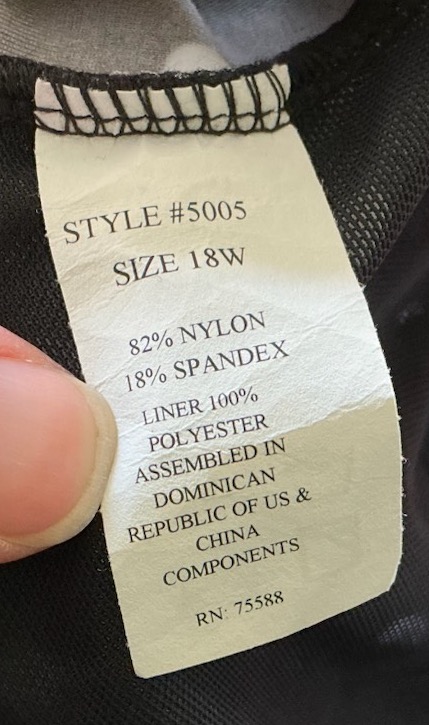 STYLE #5005
SIZE 18W
82% NYLON
18% SPANDEX
LINER 100%
POLYESTER
ASSEMBLED IN
DOMINICAN
REPUBLIC OF US &
CHINA
COMPONENTS
RN: 75588